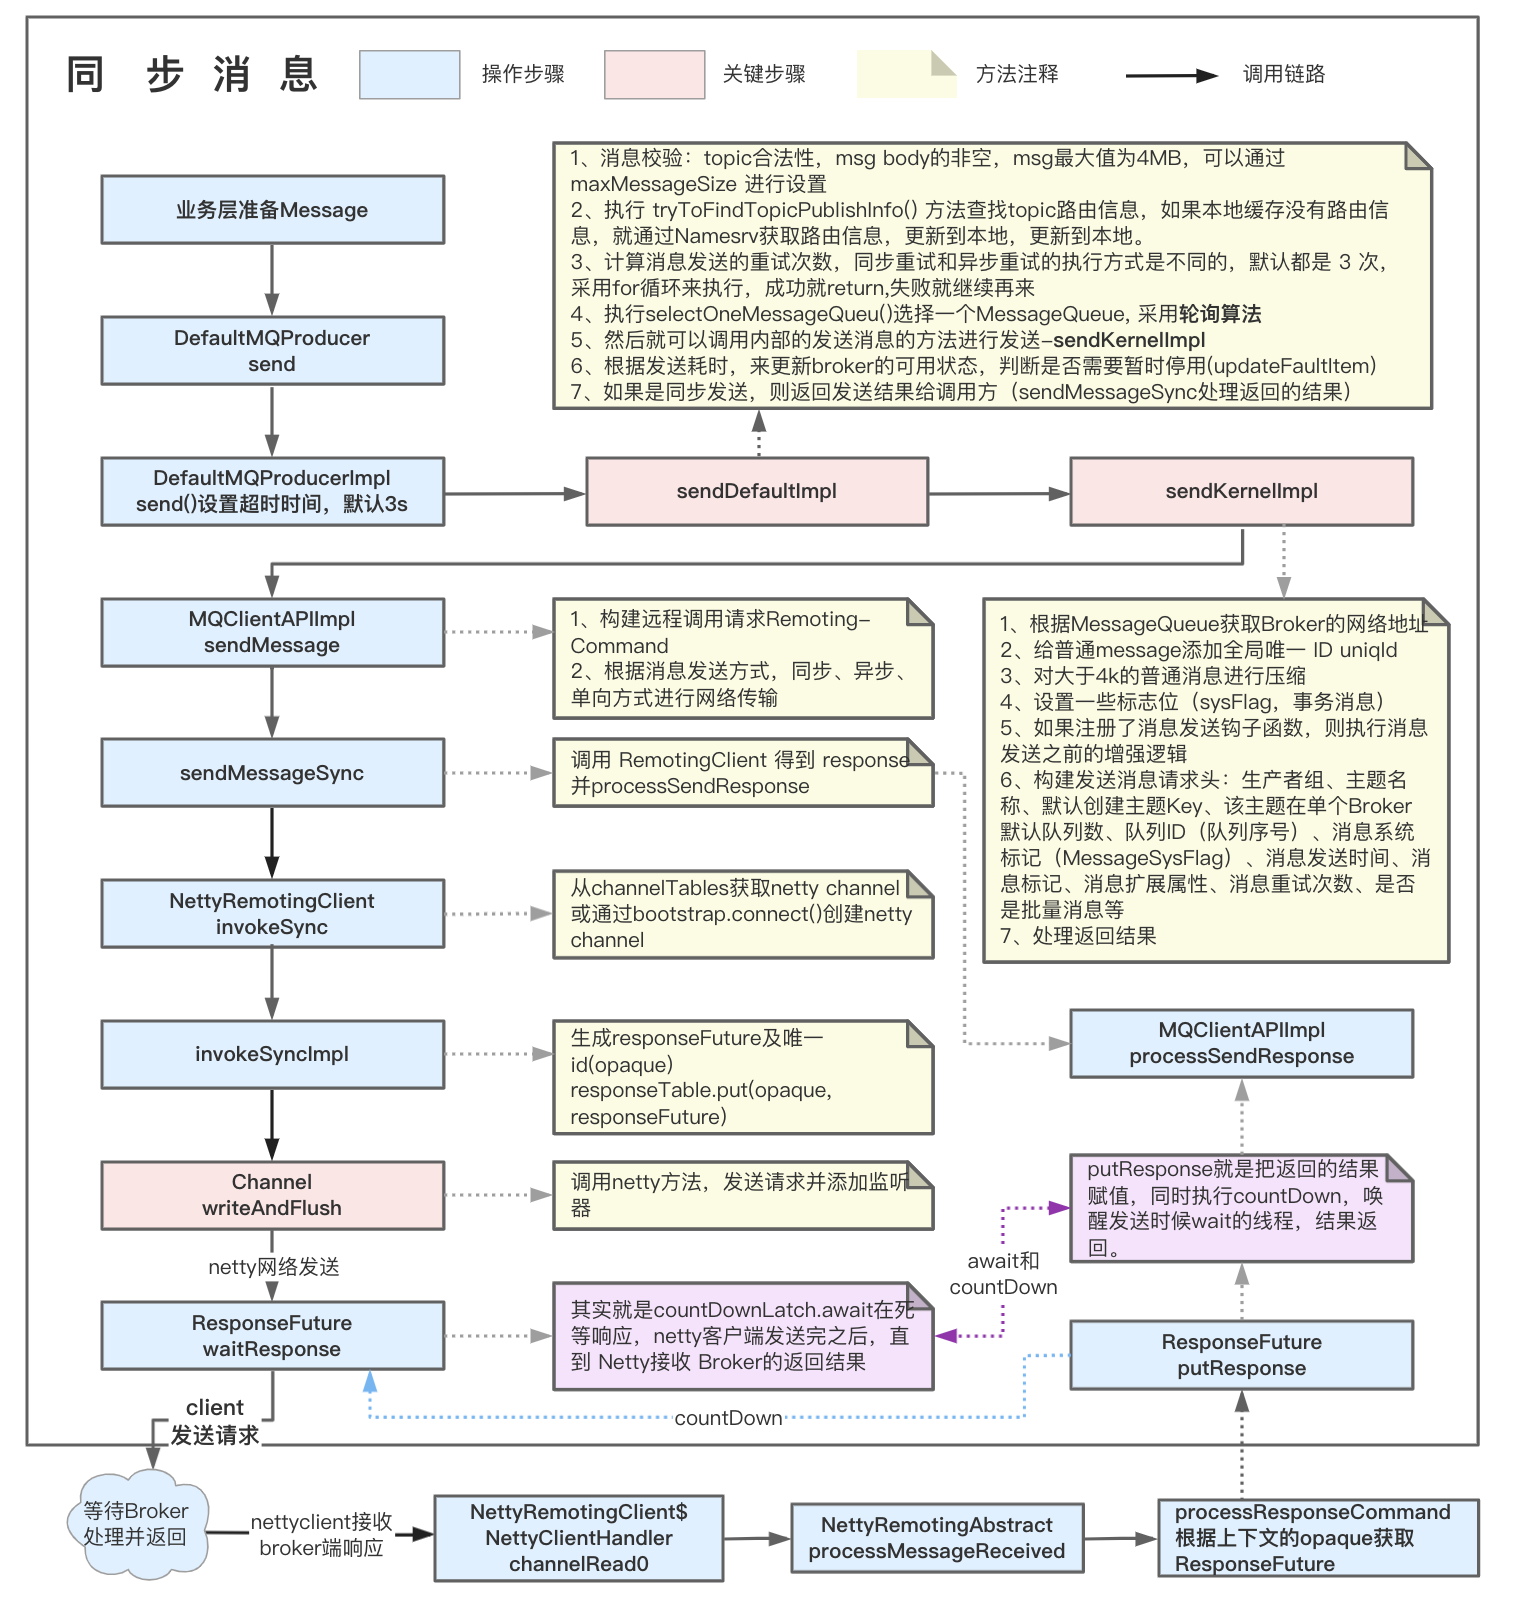 同 步 消 息
操作步骤
关键步骤
方法注释
调用链路
业务层准备Message
DefaultMQProducer
send
DefaultMQProducerImpl
send()设置超时时间，默认3s
1、消息校验：topic合法性，msg body的非空，msg最大值为4MB，可以通过
maxMessageSize 进行设置
2、执行 tryToFindTopicPublishInfo() 方法查找topic路由信息，如果本地缓存没有路由信
息，就通过Namesrv获取路由信息，更新到本地，更新到本地。
3、计算消息发送的重试次数，同步重试和异步重试的执行方式是不同的，默认都是 3 次，
采用for循环来执行，成功就return,失败就继续再来
4、执行selectOneMessageQueu()选择一个MessageQueue, 采用轮询算法
5、然后就可以调用内部的发送消息的方法进行发送-sendKernelImpl
6、根据发送耗时，来更新broker的可用状态，判断是否需要暂时停用(updateFaultItem)
7、如果是同步发送，则返回发送结果给调用方（sendMessageSync处理返回的结果）
sendDefaultImpl
sendKernelImpl
MQClientAPIImpl
sendMessage
1、构建远程调用请求Remoting-
Command
2、根据消息发送方式，同步、异步、
单向方式进行网络传输
1、根据MessageQueue获取Broker的网络地址
2、给普通message添加全局唯一 ID uniqId
3、对大于4k的普通消息进行压缩
4、设置一些标志位（sysFlag，事务消息）
5、如果注册了消息发送钩子函数，则执行消息
发送之前的增强逻辑
6、构建发送消息请求头：生产者组、主题名
称、默认创建主题Key、该主题在单个Broker
默认队列数、队列ID（队列序号）、消息系统
标记（MessageSysFlag）、消息发送时间、消
息标记、消息扩展属性、消息重试次数、是否
是批量消息等
7、处理返回结果
sendMessageSync
调用 RemotingClient 得到 response
并processSendResponse
NettyRemotingClient
invokeSync
从channelTables获取netty channel
或通过bootstrap.connect()创建netty
channel
invokeSyncImpl
生成responseFuture及唯一
id(opaque)
responseTable.put(opaque,
responseFuture)
MQClientAPIImpl
processSendResponse
Channel
writeAndFlush
调用netty方法，发送请求并添加监听
器
putResponse就是把返回的结果
赋值，同时执行countDown，唤
醒发送时候wait的线程，结果返
回。
netty网络发送
await和
countDown
ResponseFuture
waitResponse
其实就是countDownLatch.await在死
等响应，netty客户端发送完之后，直
到 Netty接收 Broker的返回结果
ResponseFuture
putResponse
countDown
client
发送请求
等待Broker
处理并返回
nettyclient接收
broker端响应
NettyRemotingClient$
NettyClientHandler
channelRead0
NettyRemotingAbstract
processMessageReceived
processResponseCommand
根据上下文的opaque获取
ResponseFuture